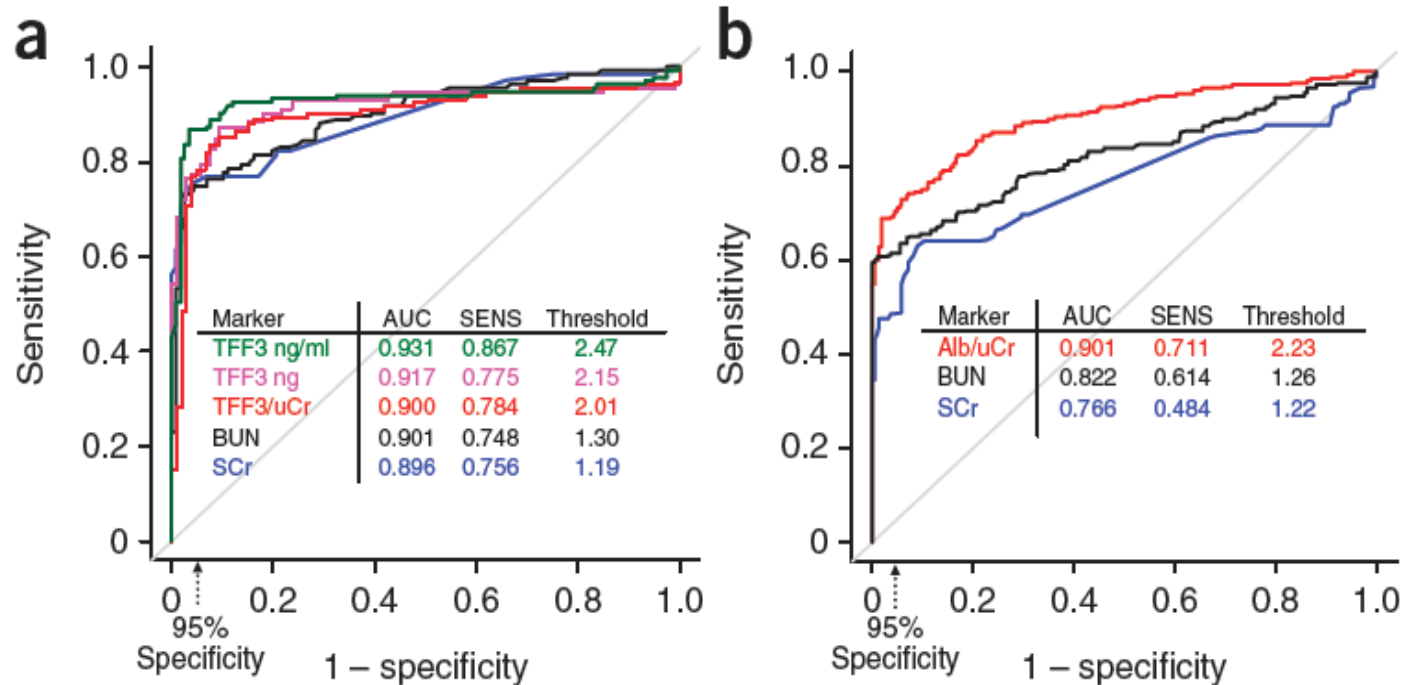 a
Sensitivity
1.0
0.8
0.6
0.4
0.2
0
Marker AUC SENS Threshold
TFF3 ng/ml 0.931 0.867 2.47
TFF3 ng 0.917 0.775 2.15
TFF3/uCr 0.900 0.784 2.01
BUN 0.901 0.748 1.30
SCr 0.896 0.756 1.19
0 0.2 0.4 0.6 0.8 1.0
95%
Specificity
1 – specificity
b
Sensitivity
1.0
0.8
0.6
0.4
0.2
0
Marker AUC SENS Threshold
Alb/uCr 0.901 0.711 2.23
BUN 0.822 0.614 1.26
SCr 0.766 0.484 1.22
0 0.2 0.4 0.6 0.8 1.0
95%
Specificity
1 – specificity